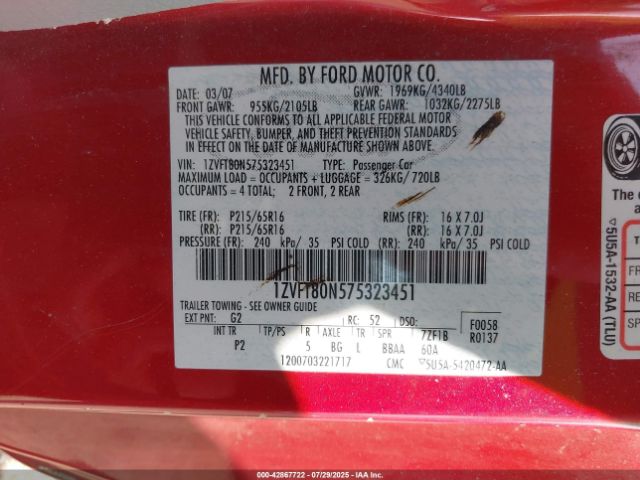 MFD. BY FORD MOTOR CO.
DATE: 03/07 GVWR: 1969KG/4340LB
FRONT GAWR: 955KG/2105LB REAR GAWR: 1032KG/2275LB
THIS VEHICLE CONFORMS TO ALL APPLICABLE FEDERAL MOTOR
VEHICLE SAFETY, BUMPER, AND THEFT PREVENTION STANDARDS
IN EFFECT ON THE DATE OF MANUFACTURE SHOWN ABOVE.
VIN: 1ZVFT80N575323451 TYPE: Passenger Car
MAXIMUM LOAD = OCCUPANTS + LUGGAGE = 326KG/720LB
OCCUPANTS = 4 TOTAL; 2 FRONT, 2 REAR
TIRE (FR): P215/65R16 RIMS (FR): 16 X 7.0J
(RR): P215/65R16 (RR): 16 X 7.0J
PRESSURE (FR): 240 kPa/ 35 PSI COLD (RR): 240 kPa/ 35 PSI COLD
1ZVFT80N575323451
TRAILER TOWING - SEE OWNER GUIDE
EXT PNT: G2 RC: 52 DSO: F0058
INT TR TP/PS R AXLE TR SPR 7ZF1B R0137
P2 5 BG L BBAA 60A
1200703221717 CMC ▽5U5A-5420472-AA
The o
a
▽5U5A-1532-AA (TLU)
T
SP
00 - 42867722 - 07/29/2025 - IAA Inc.